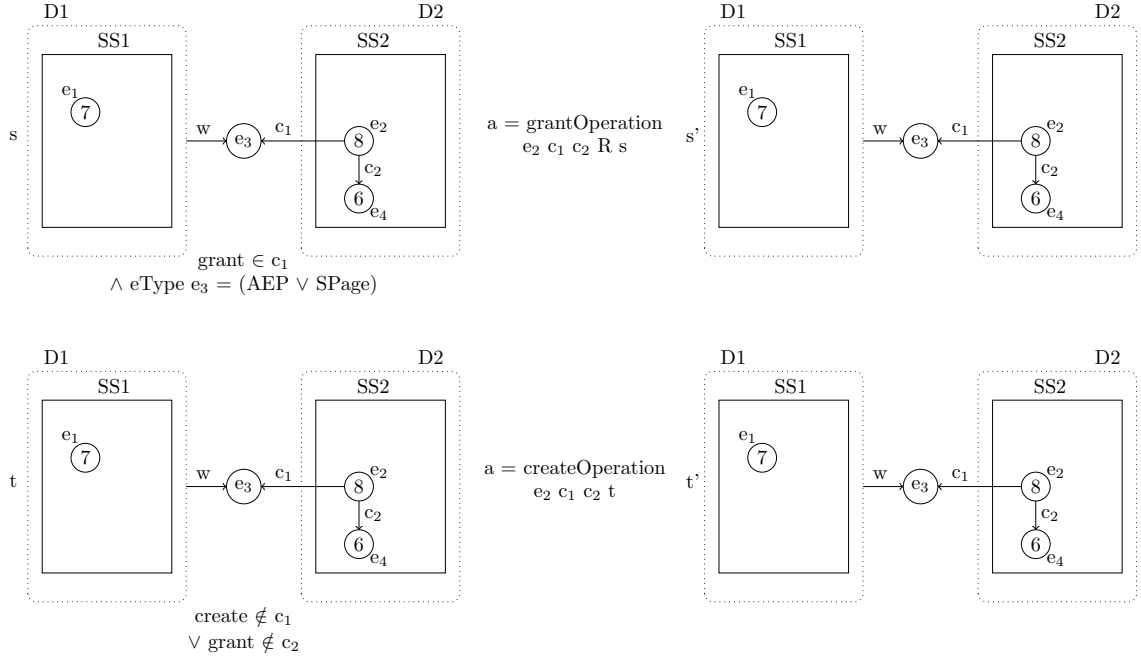 D1 D2 D1 D2
SS1 SS2 SS1 SS2
e1 e1
7 7
s w e3 c1 8 e2 a = grantOperation s' w e3 c1 8 e2
e2 c1 c2 R s
c2 c2
6 e4 6 e4
grant ∈ c1
∧ eType e3 = (AEP ∨ SPage)
D1 D2 D1 D2
SS1 SS2 SS1 SS2
e1 e1
7 7
t w e3 c1 8 e2 a = createOperation t' w e3 c1 8 e2
e2 c1 c2 t
c2 c2
6 e4 6 e4
create ∉ c1
∨ grant ∉ c2